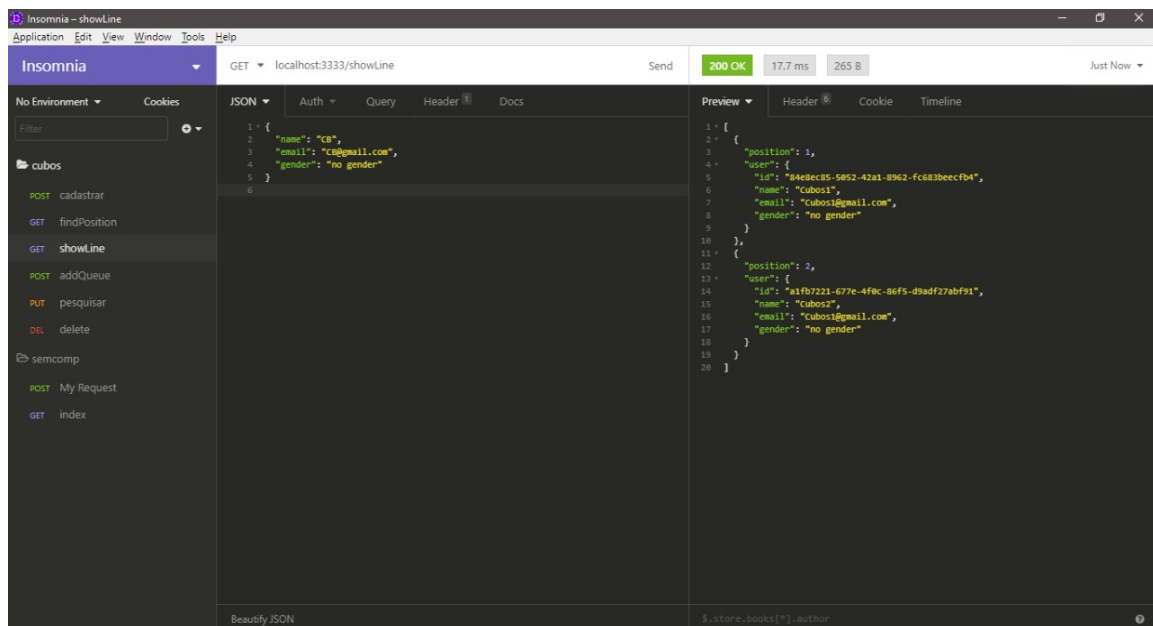 Insomnia – showLine
Application Edit View Window Tools Help
Insomnia
GET localhost:3333/showLine Send
200 OK 17.7 ms 265 B Just Now
No Environment Cookies
JSON Auth Query Header 1 Docs
Preview Header 6 Cookie Timeline
Filter
cubos
POST cadastrar
GET findPosition
GET showLine
POST addQueue
PUT pesquisar
DEL delete
semcomp
POST My Request
GET index
1 {
2 "name": "CB",
3 "email": "CB@gmail.com",
4 "gender": "no gender"
5 }
6
1 [
2 {
3 "position": 1,
4 "user": {
5 "id": "84e8ec85-5052-42a1-8962-fc683beecfb4",
6 "name": "Cubos1",
7 "email": "Cubos1@gmail.com",
8 "gender": "no gender"
9 }
10 },
11 {
12 "position": 2,
13 "user": {
14 "id": "a1fb7221-677e-4f0c-86f5-d9adf27abf91",
15 "name": "Cubos2",
16 "email": "Cubos1@gmail.com",
17 "gender": "no gender"
18 }
19 }
20 ]
Beautify JSON
$.store.books[*].author